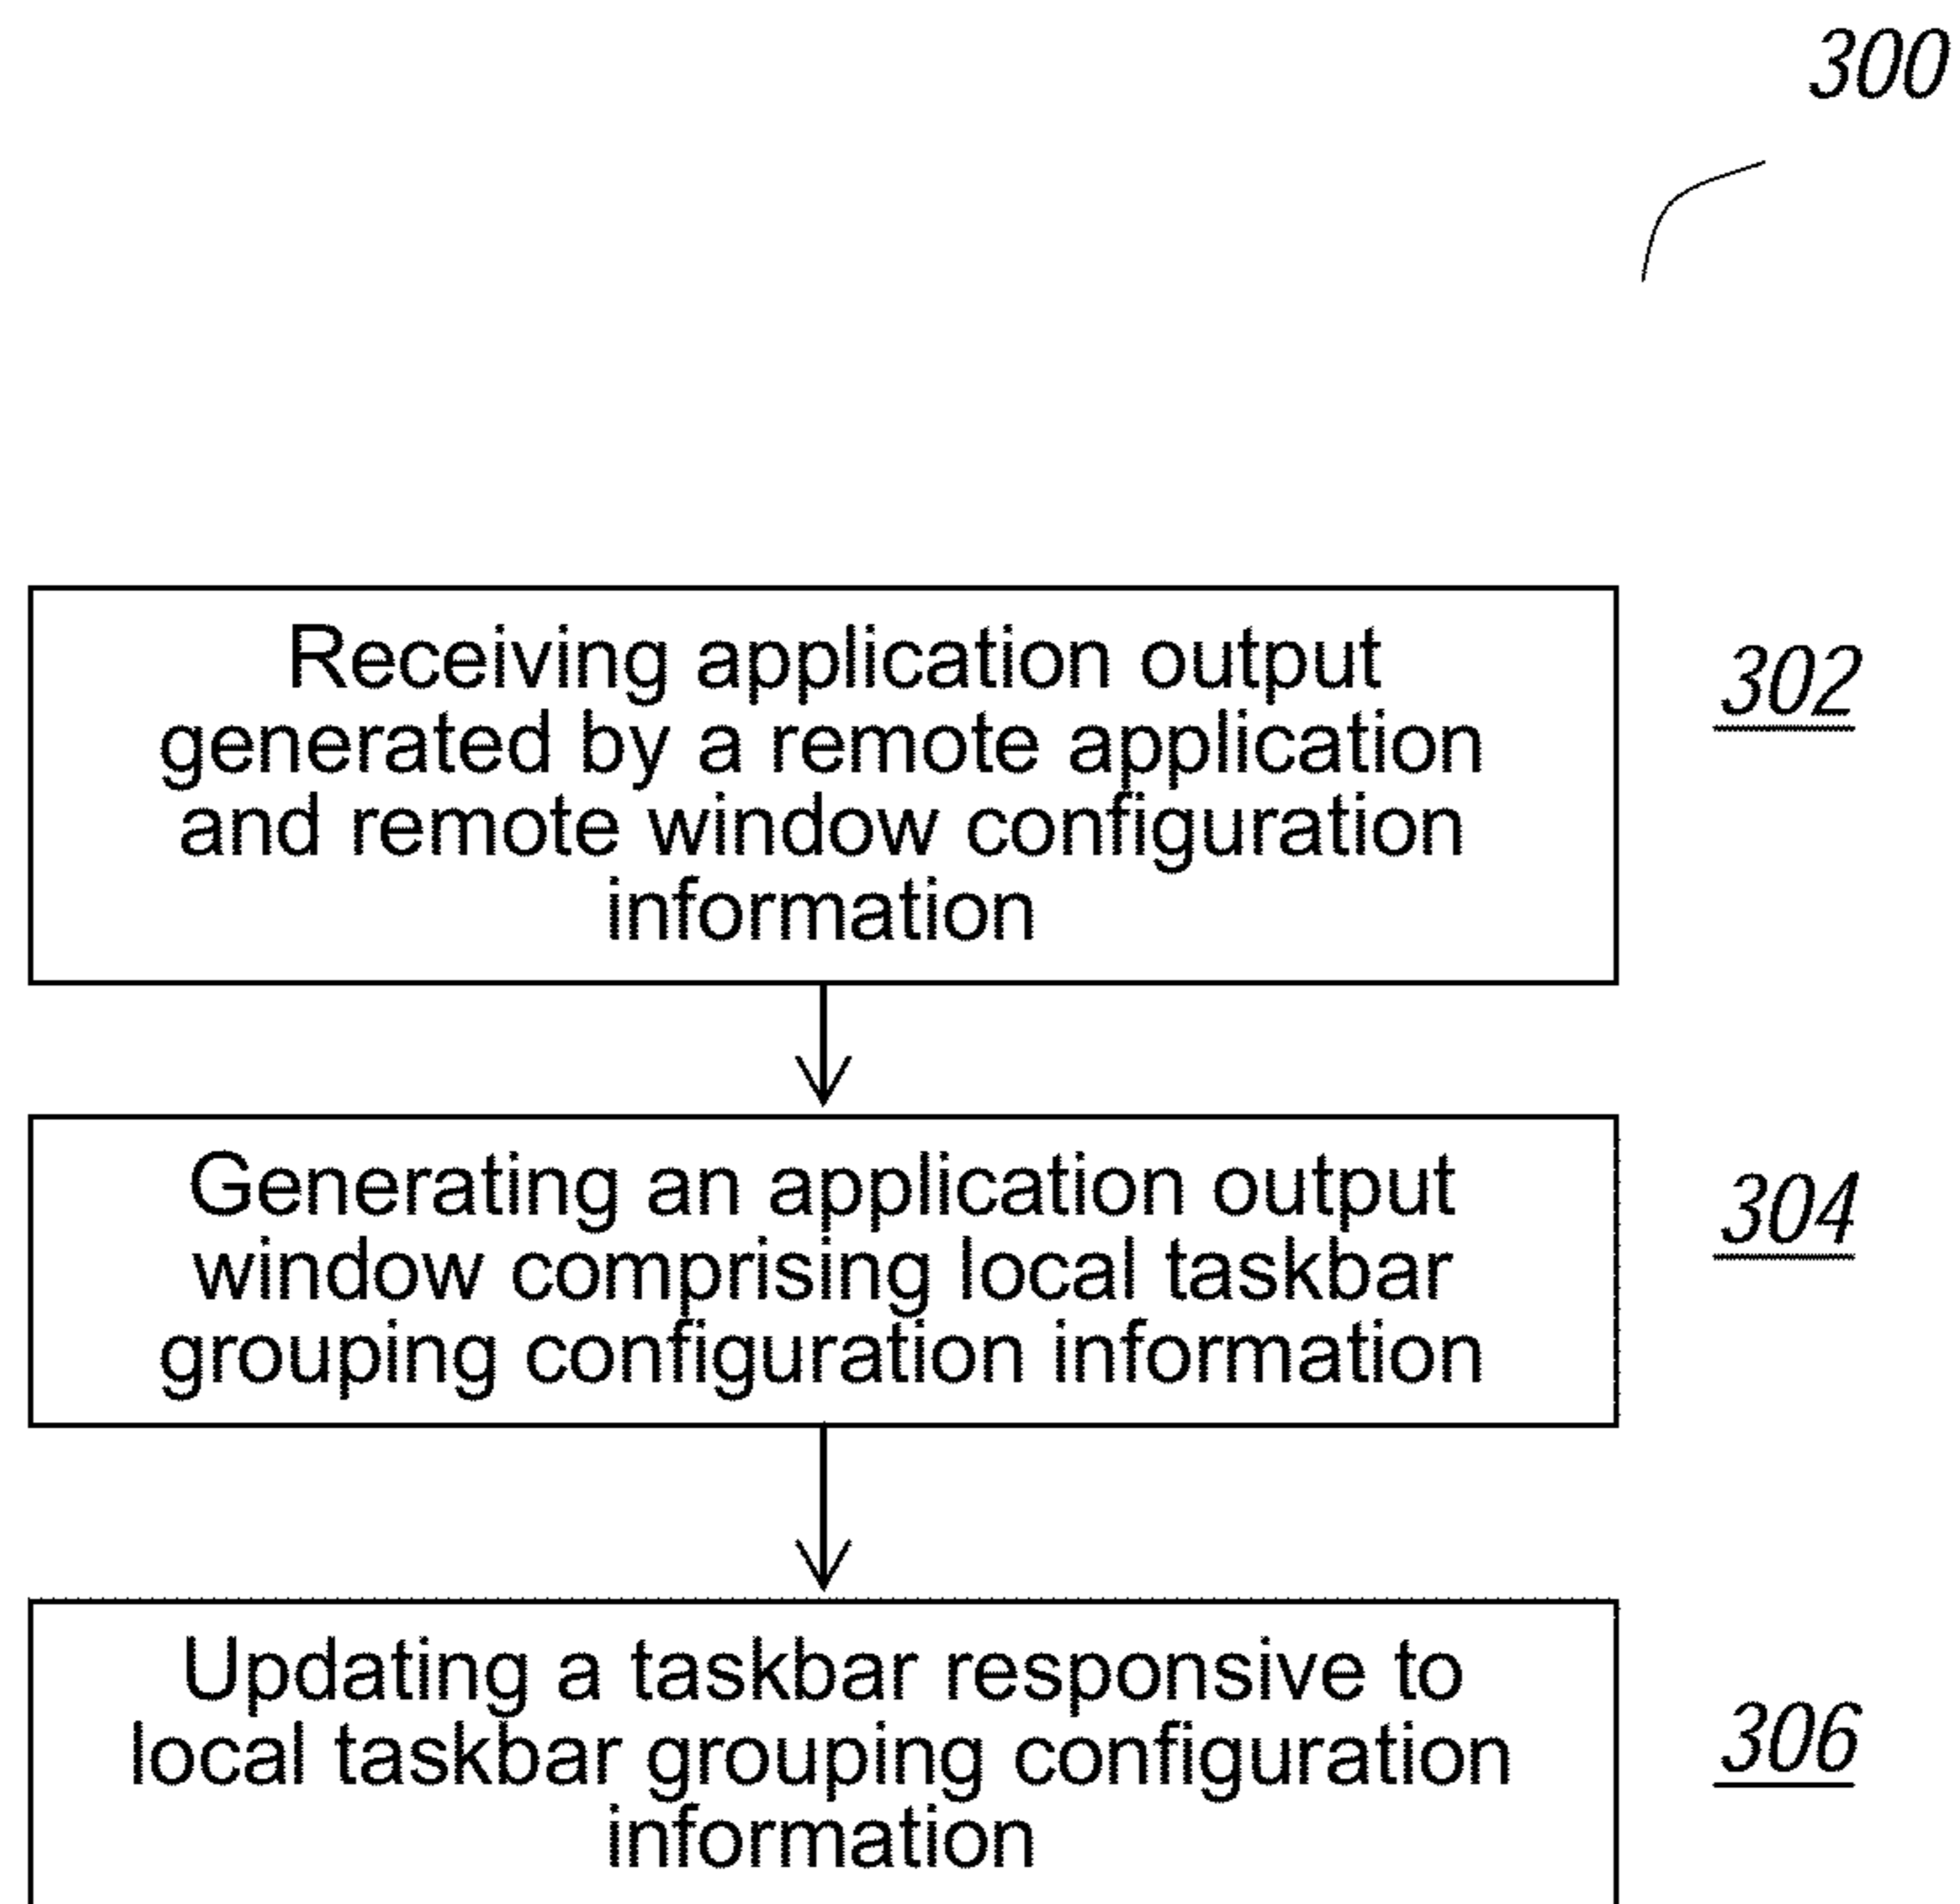 300
Receiving application output
generated by a remote application
and remote window configuration
information
302
Generating an application output
window comprising local taskbar
grouping configuration information
304
Updating a taskbar responsive to
local taskbar grouping configuration
information
306